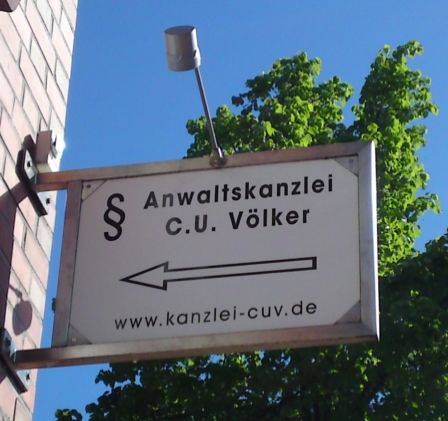 § Anwaltskanzlei
C.U. Völker
www.kanzlei-cuv.de